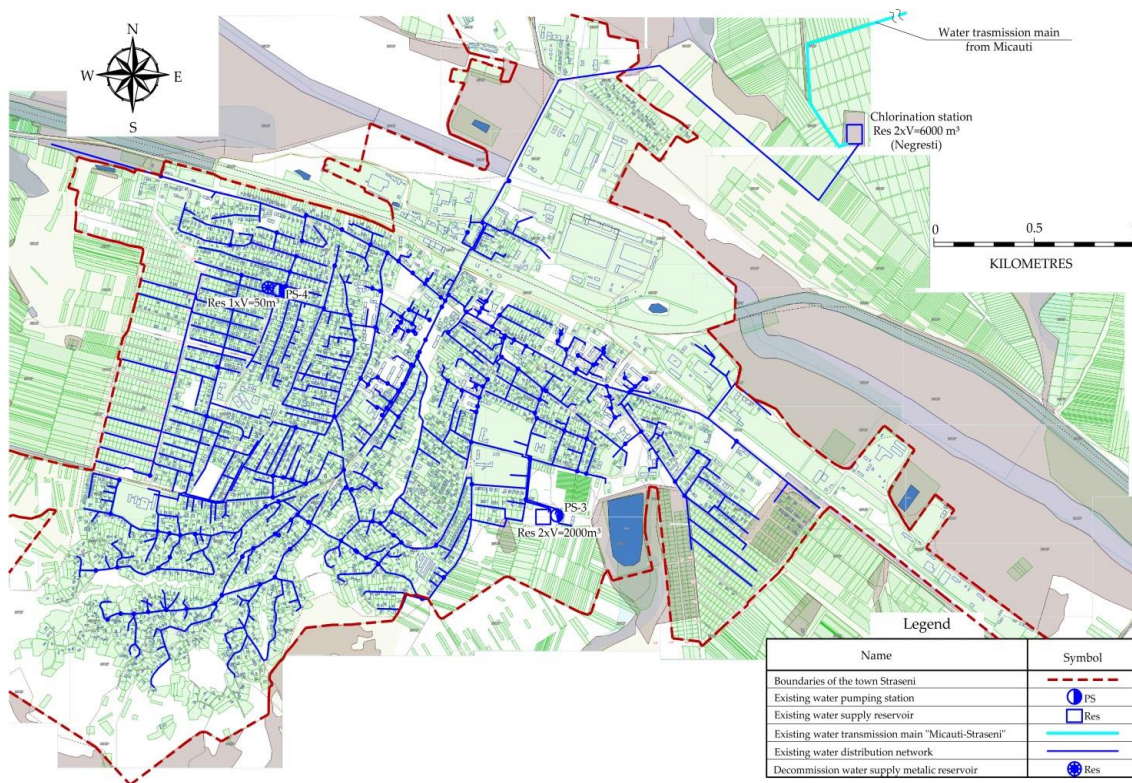 N
W E
S
Water trasmission main
from Micauti
Chlorination station
Res 2xV=6000 m³
(Negresti)
0 0.5
KILOMETRES
PS-4
Res 1xV=50m³
PS-3
Res 2xV=2000m³
Legend
Name Symbol
Boundaries of the town Straseni
Existing water pumping station PS
Existing water supply reservoir Res
Existing water transmission main "Micauti-Straseni"
Existing water distribution network
Decommission water supply metalic reservoir Res